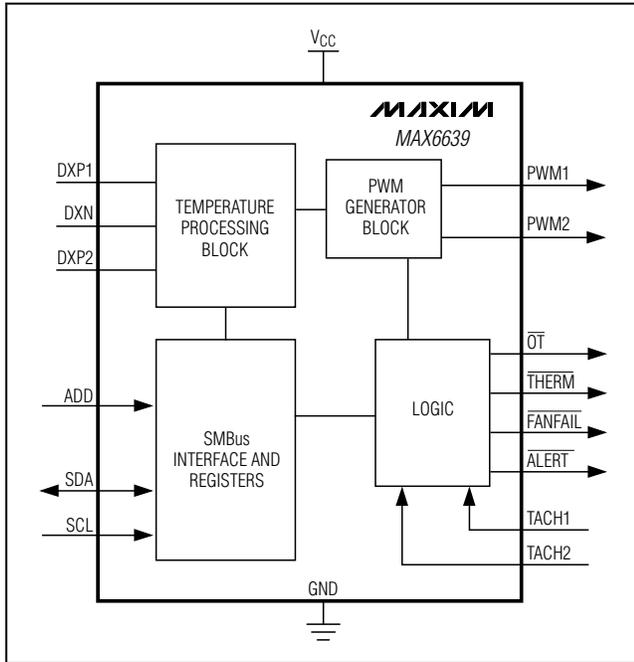 VCC
MAXIM
MAX6639
DXP1
DXN
DXP2
TEMPERATURE
PROCESSING
BLOCK
PWM
GENERATOR
BLOCK
PWM1
PWM2
ADD
SDA
SCL
SMBus
INTERFACE AND
REGISTERS
LOGIC
OT
THERM
FANFAIL
ALERT
TACH1
TACH2
GND